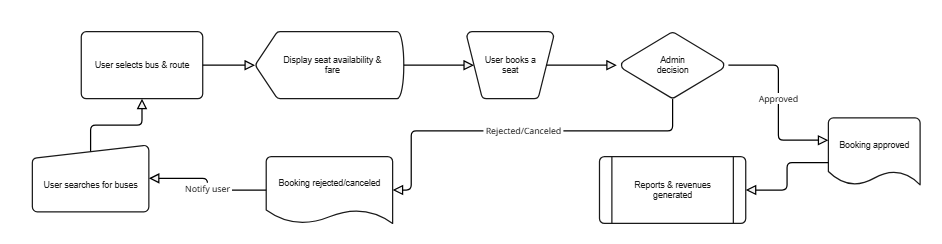 User selects bus & route
Display seat availability &
fare
User books a
seat
Admin
decision
Approved
Rejected/Canceled
Booking approved
User searches for buses
Notify user
Booking rejected/canceled
Reports & revenues
generated